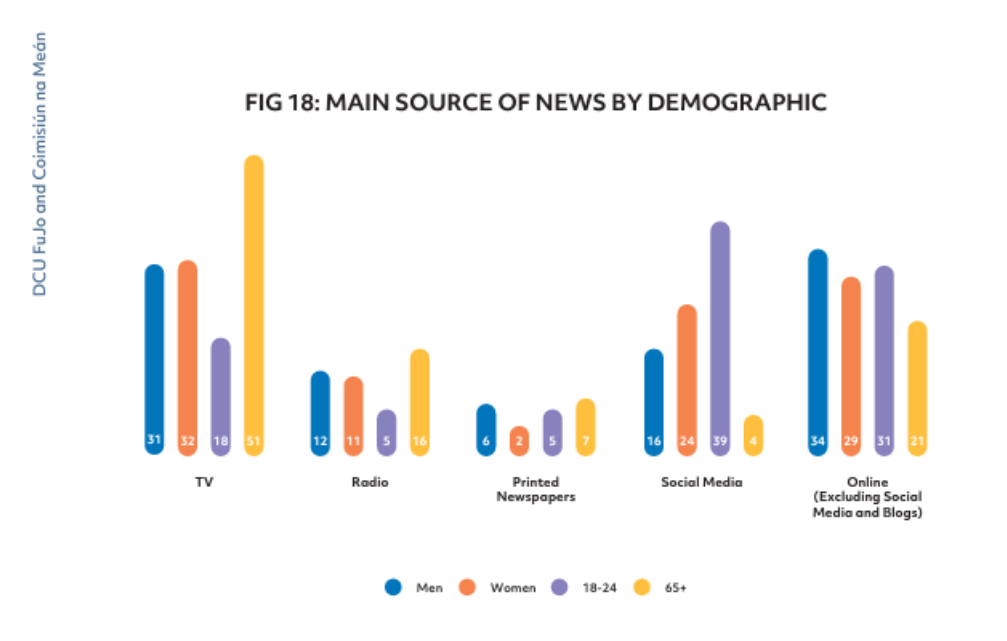 DCU FuJo and Coimisiún na Meán
FIG 18: MAIN SOURCE OF NEWS BY DEMOGRAPHIC
31 32 18 51
12 11 5 16
6 2 5 7
16 24 39 4
34 29 31 21
TV
Radio
Printed
Newspapers
Social Media
Online
(Excluding Social
Media and Blogs)
Men Women 18-24 65+